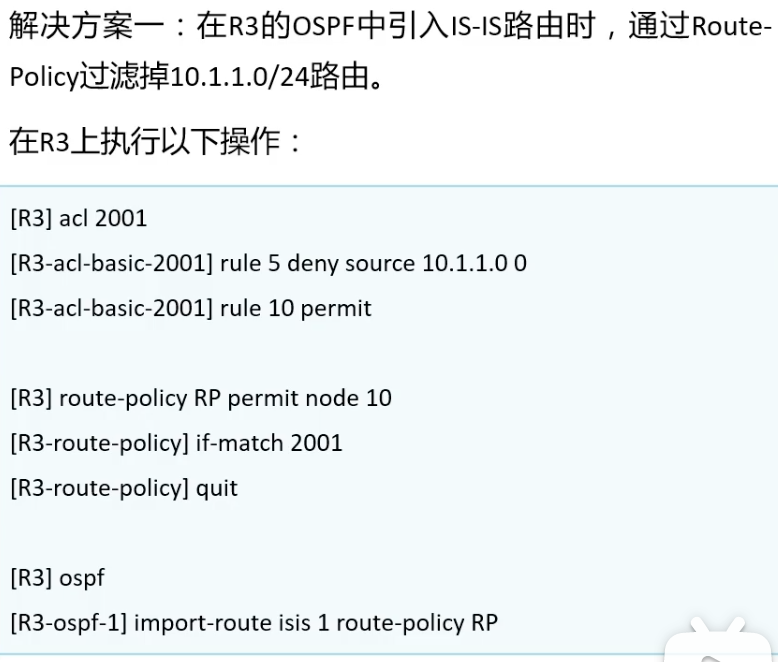 解决方案一：在R3的OSPF中引入IS-IS路由时，通过Route-
Policy过滤掉10.1.1.0/24路由。
在R3上执行以下操作：
[R3] acl 2001
[R3-acl-basic-2001] rule 5 deny source 10.1.1.0 0
[R3-acl-basic-2001] rule 10 permit
[R3] route-policy RP permit node 10
[R3-route-policy] if-match 2001
[R3-route-policy] quit
[R3] ospf
[R3-ospf-1] import-route isis 1 route-policy RP